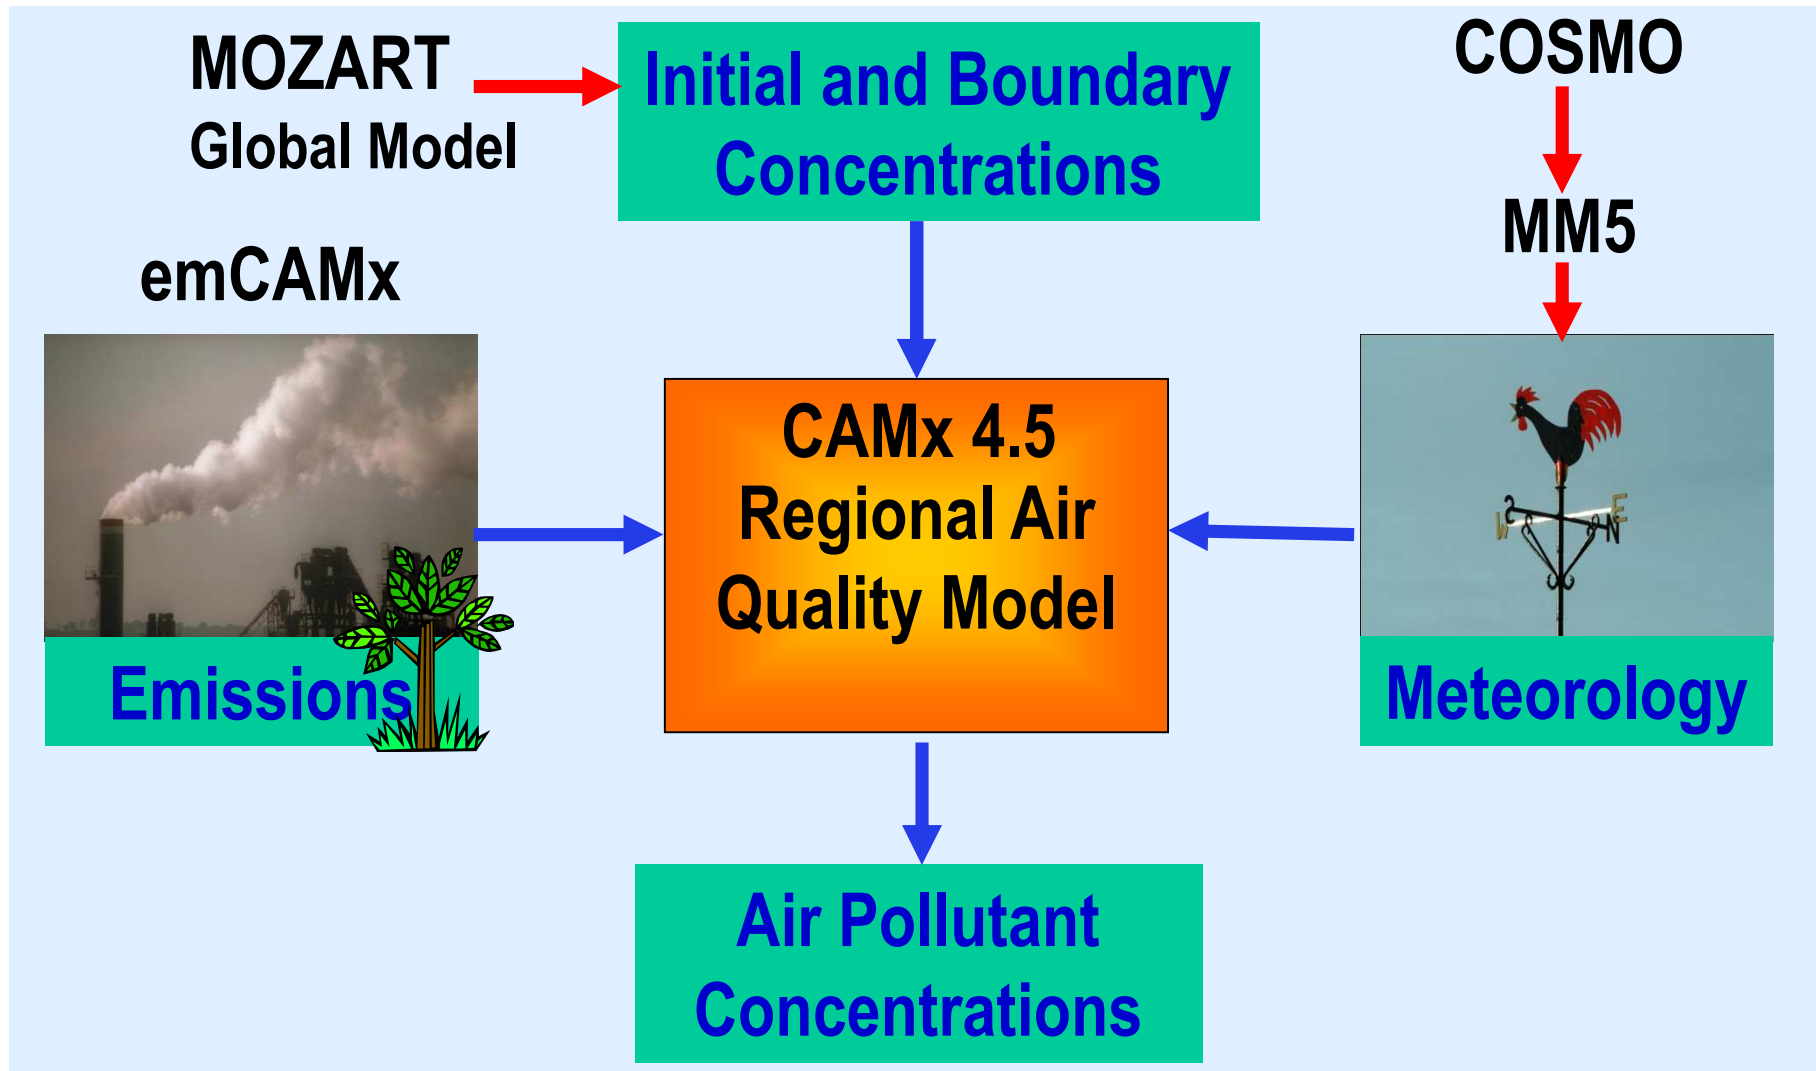 MOZART
Global Model
Initial and Boundary
Concentrations
COSMO
MM5
emCAMx
CAMx 4.5
Regional Air
Quality Model
S
E
W
N
Emissions
Meteorology
Air Pollutant
Concentrations